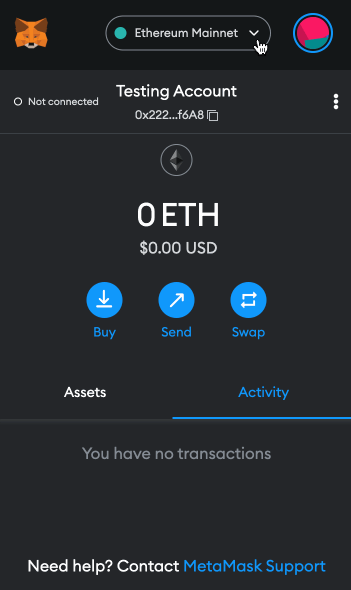 Ethereum Mainnet
Not connected
Testing Account
0x222...f6A8
0 ETH
$0.00 USD
Buy Send Swap
Assets Activity
You have no transactions
Need help? Contact MetaMask Support